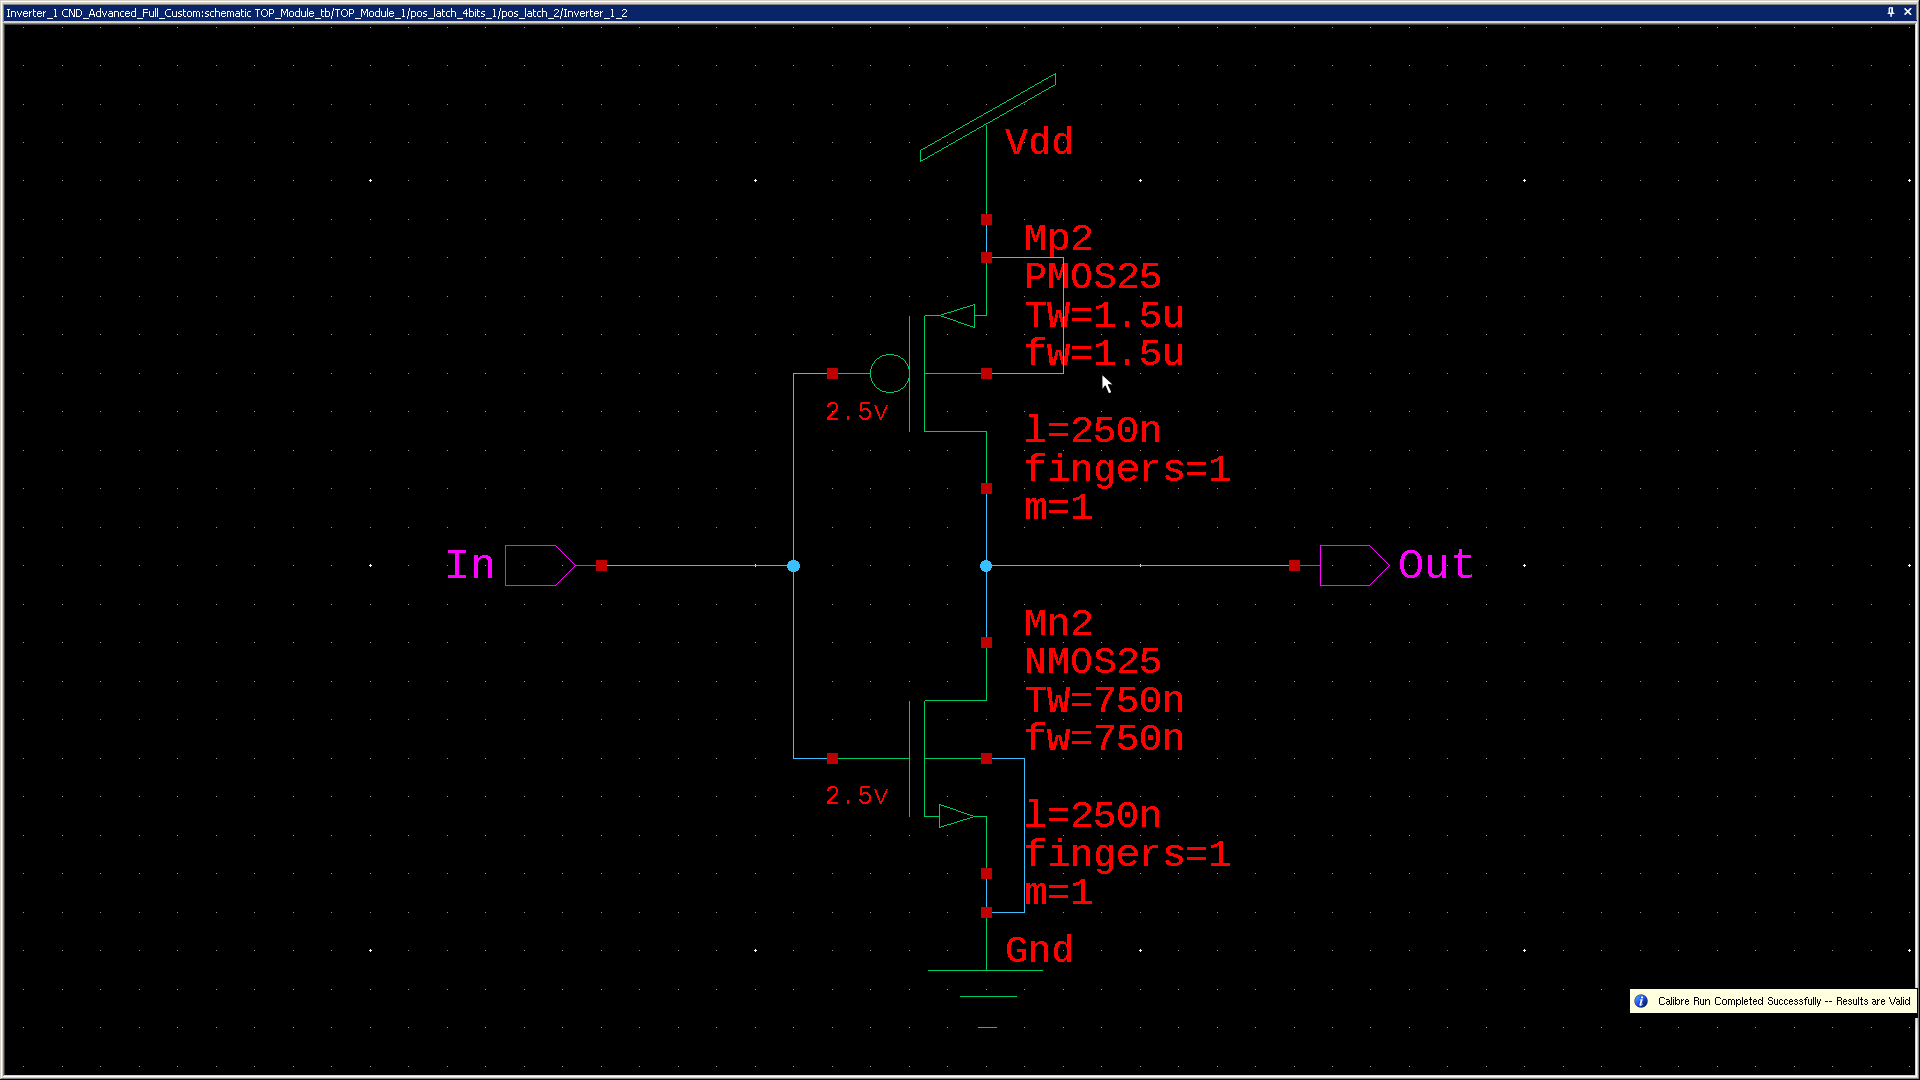 Inverter_1 CND_Advanced_Full_Custom:schematic TOP_Module_tb/TOP_Module_1/pos_latch_4bits_1/pos_latch_2/Inverter_1_2
Vdd
Mp2
PMOS25
TW=1.5u
fw=1.5u
2.5v
l=250n
fingers=1
m=1
In
Out
Mn2
NMOS25
TW=750n
fw=750n
2.5v
l=250n
fingers=1
m=1
Gnd
Calibre Run Completed Successfully -- Results are Valid